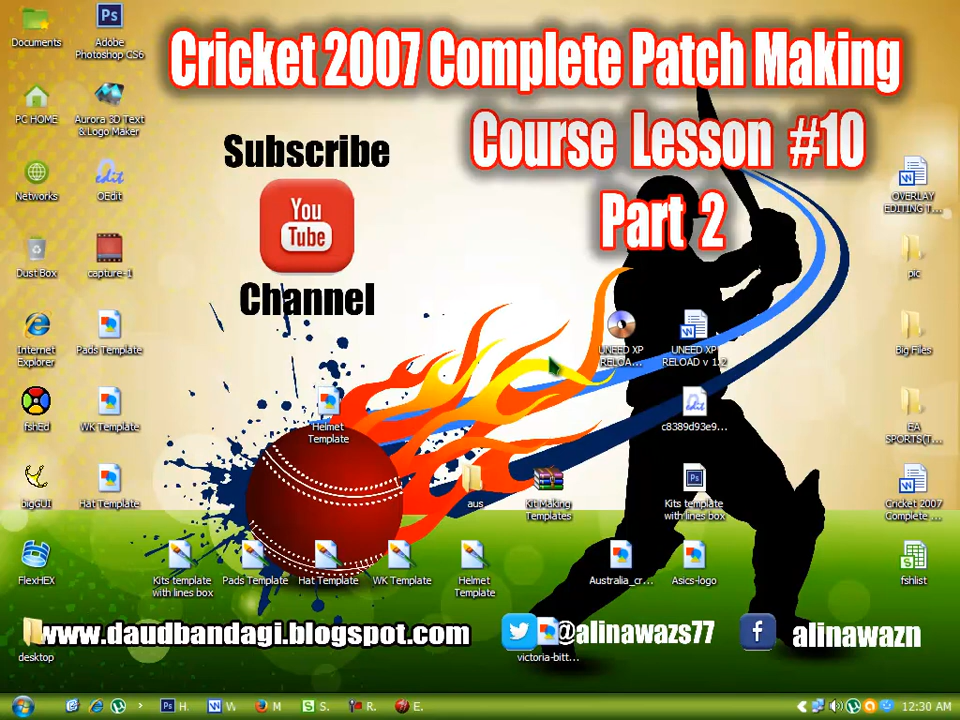 Cricket 2007 Complete Patch Making
Course Lesson #10
Part 2
Subscribe
You
Tube
Channel
Documents
Adobe
Photoshop CS6
PC HOME
Aurora 3D Text
& Logo Maker
Networks
OEdit
Dust Box
capture-1
Internet
Explorer
Pads Template
fshEd
WK Template
Helmet
Template
bigGUI
Hat Template
FlexHEX
desktop
OVERLAY
EDITING T...
pic
UNEED XP
RELOA...
UNEED XP
RELOAD v 1.2
Big Files
c8389d93e9...
EA
SPORTS(T...
aus
Kit Making
Templates
Kits template
with lines box
Cricket 2007
Complete ...
Kits template
with lines box
Pads Template
Hat Template
WK Template
Helmet
Template
Australia_cr...
Asics-logo
fshlist
www.daudbandagi.blogspot.com
@alinawazs77
alinawazn
victoria-bitt...
H.
W
M
S.
R.
E.
12:30 AM